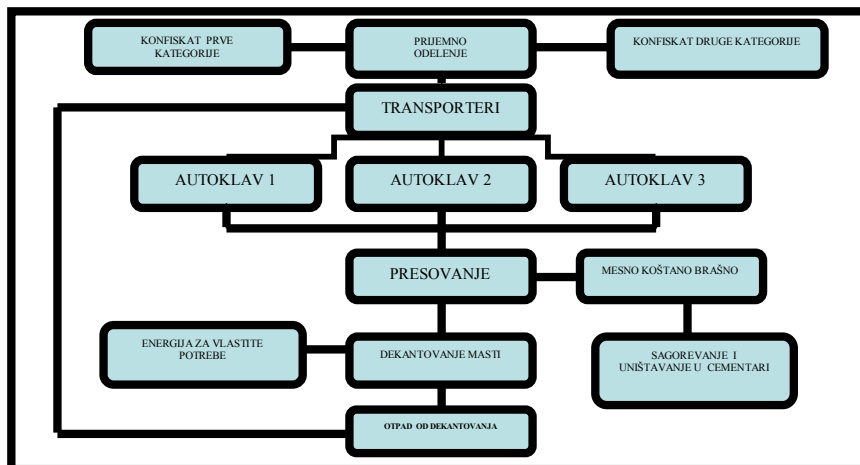 KONFISKAT PRVE
KATEGORIJE
PRIJEMNO
ODELENJE
KONFISKAT DRUGE KATEGORIJE
TRANSPORTERI
AUTOKLAV 1
AUTOKLAV 2
AUTOKLAV 3
PRESOVANJE
MESNO KOŠTANO BRAŠNO
ENERGIJA ZA VLASTITE
POTREBE
DEKANTOVANJE MASTI
SAGOREVANJE I
UNIŠTAVANJE U CEMENTARI
OTPAD OD DEKANTOVANJA